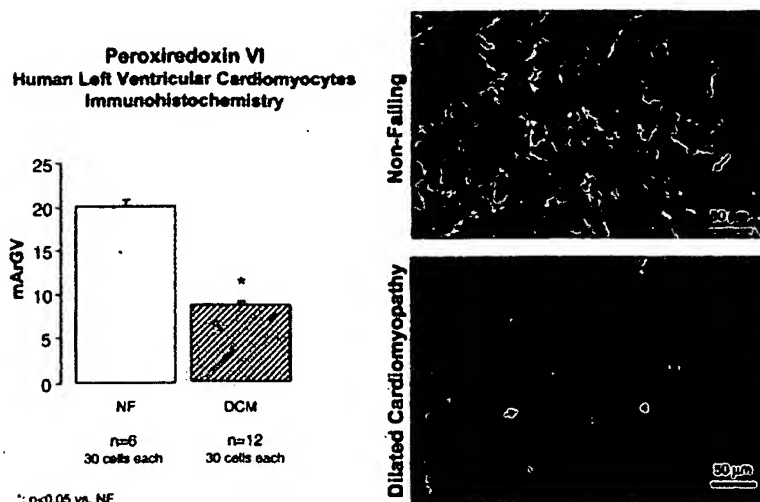 Peroxiredoxin VI
Human Left Ventricular Cardiomyocytes
Immunohistochemistry
mArGV
25
20
15
10
5
0
*
NF
DCM
n=6
30 cells each
n=12
30 cells each
*: p<0.05 vs. NF
Non-Failing
50 µm
Dilated Cardiomyopathy
50 µm